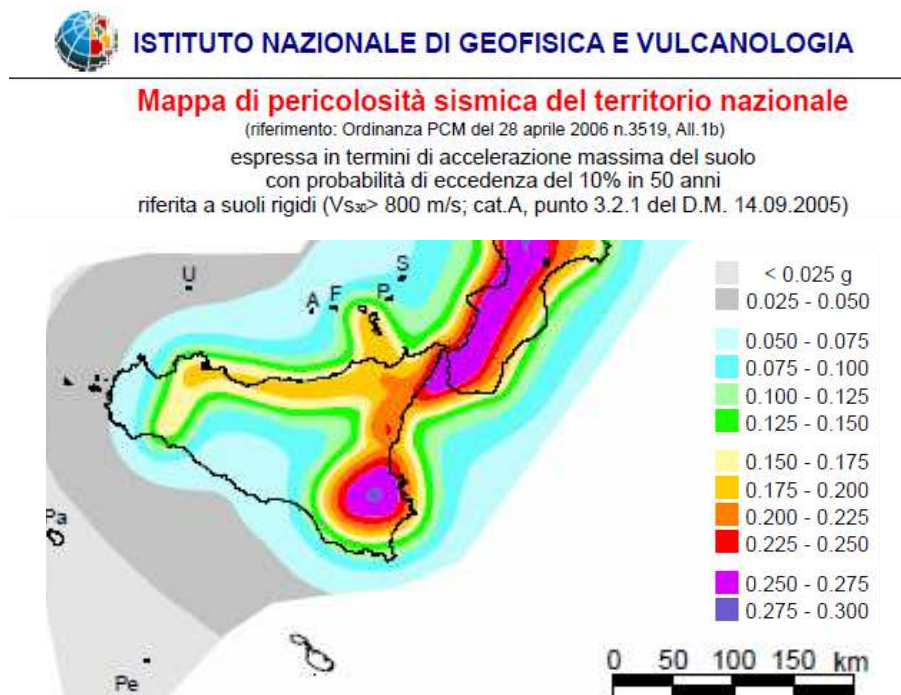 ISTITUTO NAZIONALE DI GEOFISICA E VULCANOLOGIA
Mappa di pericolosità sismica del territorio nazionale
(riferimento: Ordinanza PCM del 28 aprile 2006 n.3519, All.1b)
espressa in termini di accelerazione massima del suolo
con probabilità di eccedenza del 10% in 50 anni
riferita a suoli rigidi (Vs30> 800 m/s; cat.A, punto 3.2.1 del D.M. 14.09.2005)
U
S
A
F
P
Pa
Pe
< 0.025 g
0.025 - 0.050
0.050 - 0.075
0.075 - 0.100
0.100 - 0.125
0.125 - 0.150
0.150 - 0.175
0.175 - 0.200
0.200 - 0.225
0.225 - 0.250
0.250 - 0.275
0.275 - 0.300
0 50 100 150 km